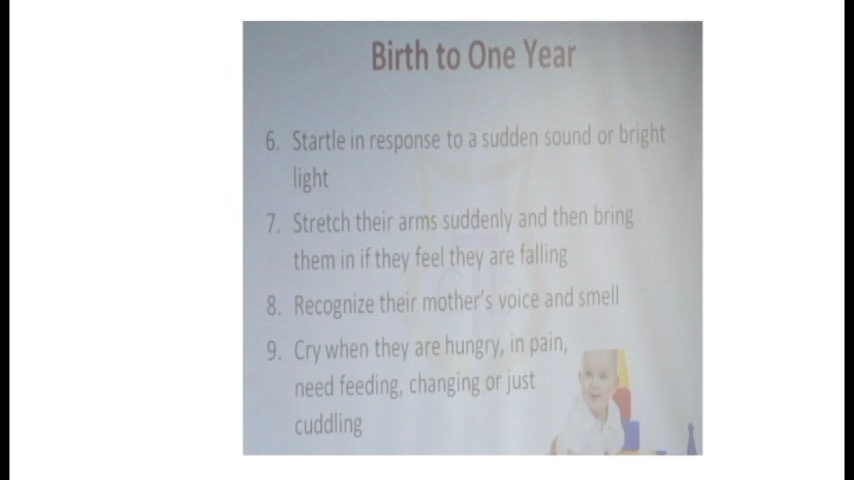 Birth to One Year
6. Startle in response to a sudden sound or bright
light
7. Stretch their arms suddenly and then bring
them in if they feel they are falling
8. Recognize their mother's voice and smell
9. Cry when they are hungry, in pain,
need feeding, changing or just
cuddling